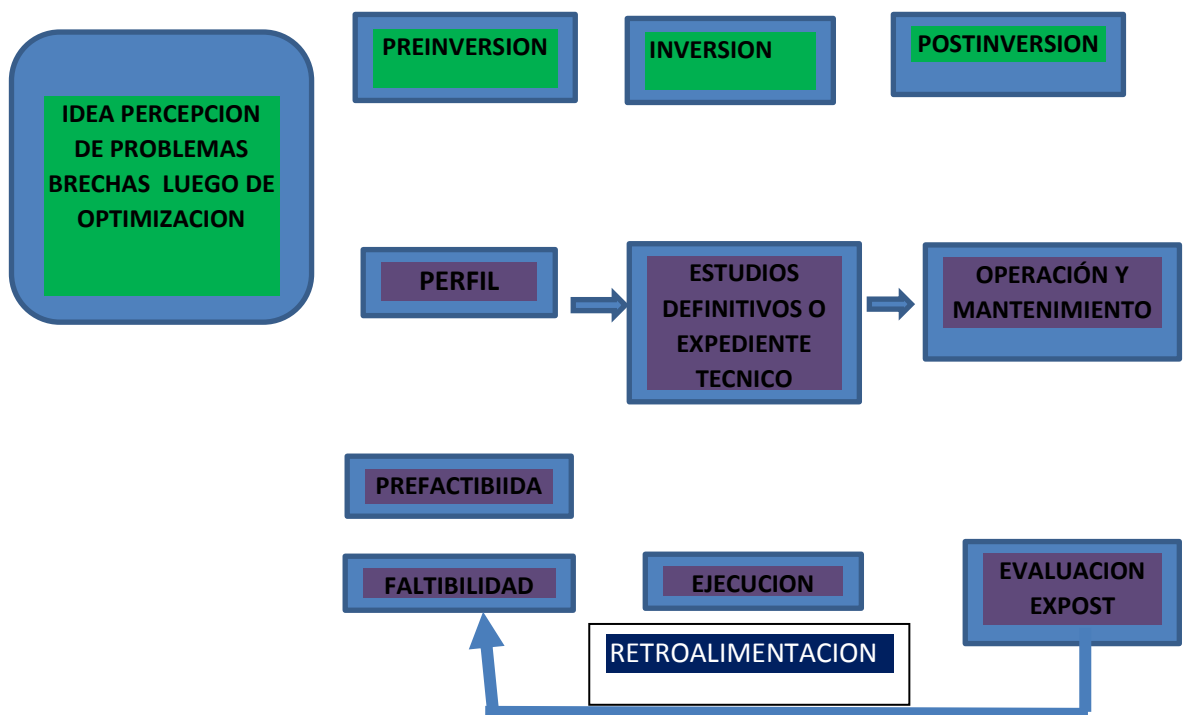 IDEA PERCEPCION
DE PROBLEMAS
BRECHAS LUEGO DE
OPTIMIZACION
PREINVERSION
INVERSION
POSTINVERSION
PERFIL
ESTUDIOS
DEFINITIVOS O
EXPEDIENTE
TECNICO
OPERACIÓN Y
MANTENIMIENTO
PREFACTIBIIDA
FALTIBILIDAD
EJECUCION
EVALUACION
EXPOST
RETROALIMENTACION